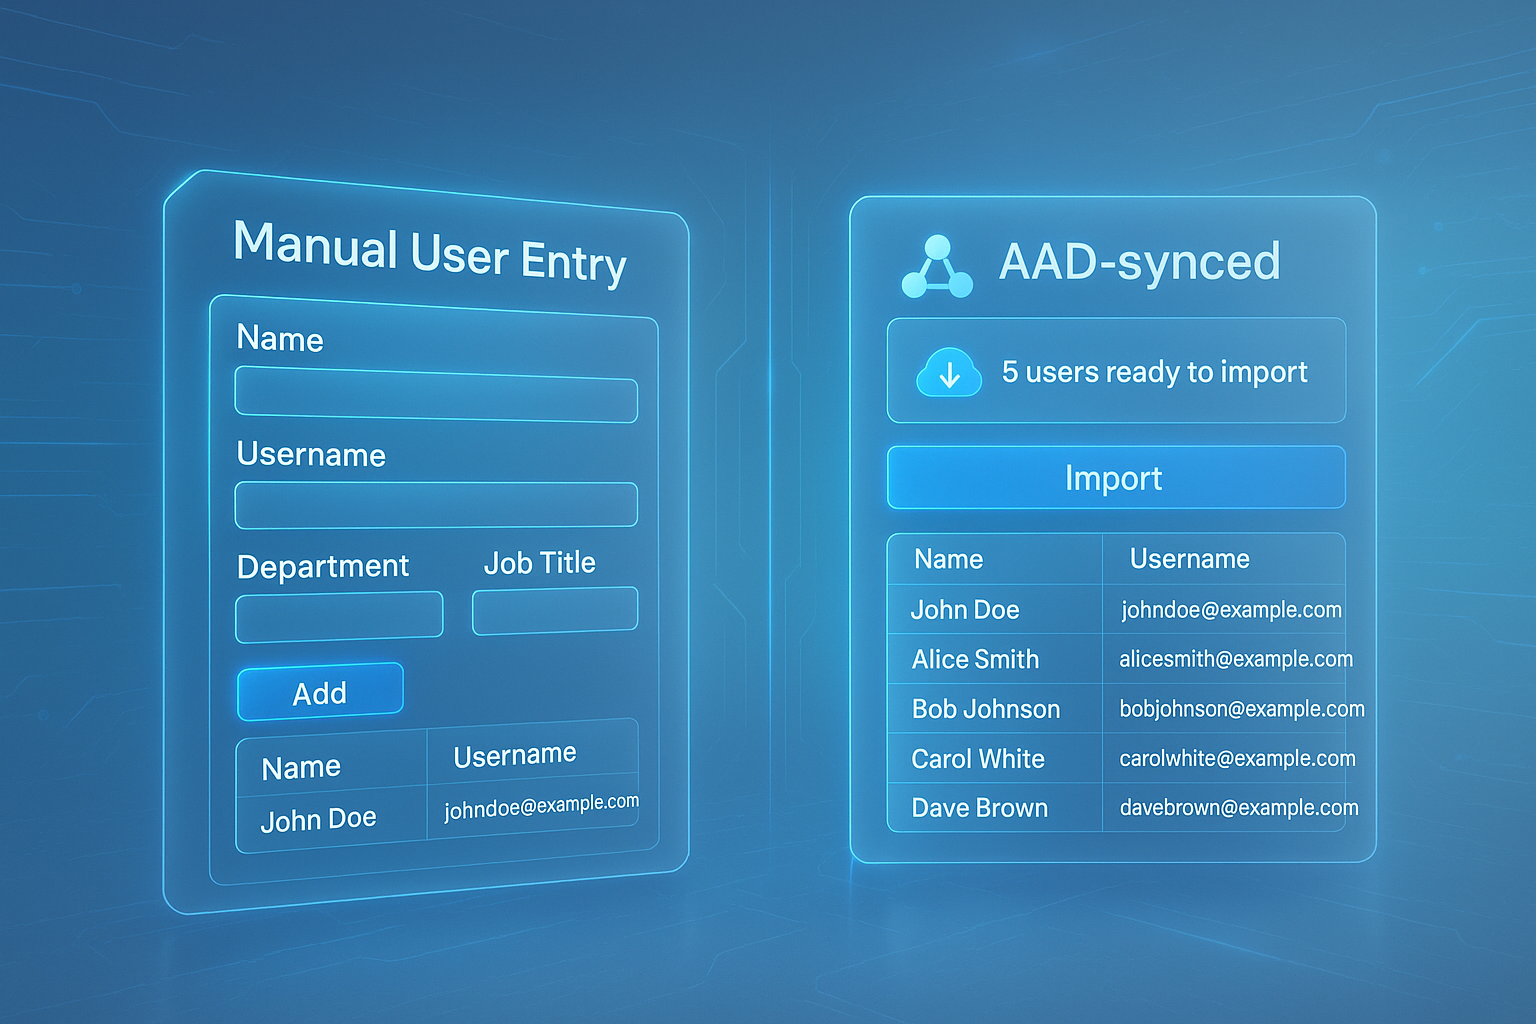 Manual User Entry
Name
Username
Department Job Title
Add
Name Username
John Doe johndoe@example.com
AAD-synced
5 users ready to import
Import
Name Username
John Doe johndoe@example.com
Alice Smith alicesmith@example.com
Bob Johnson bobjohnson@example.com
Carol White carolwhite@example.com
Dave Brown davebrown@example.com